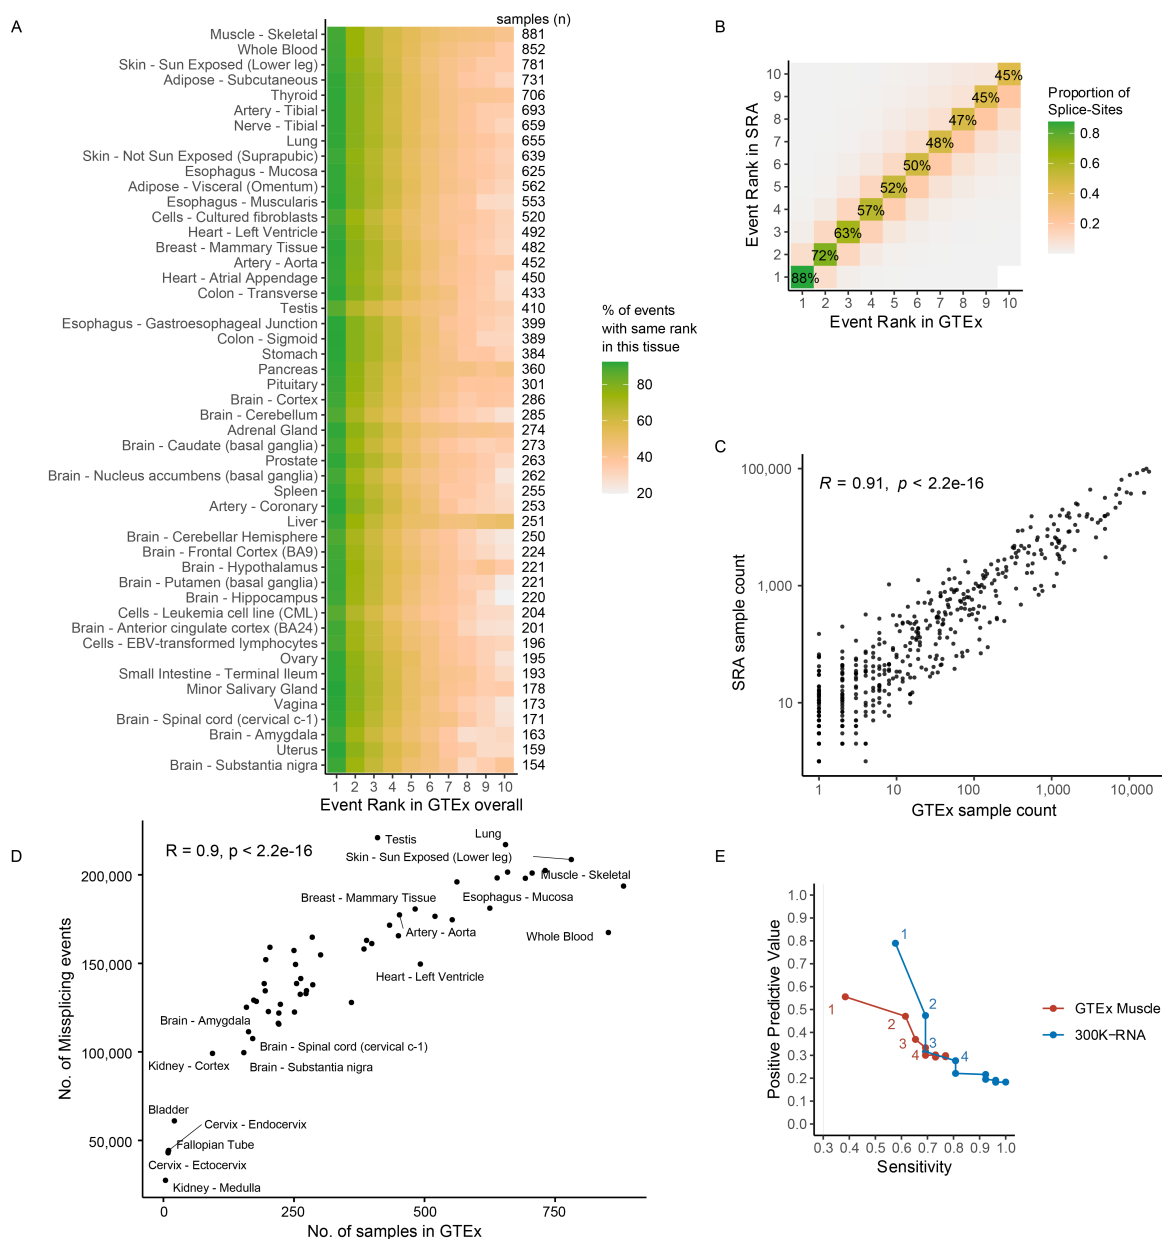 A
samples (n)
Muscle - Skeletal 881
Whole Blood 852
Skin - Sun Exposed (Lower leg) 781
Adipose - Subcutaneous 731
Thyroid 706
Artery - Tibial 693
Nerve - Tibial 659
Lung 655
Skin - Not Sun Exposed (Suprapubic) 639
Esophagus - Mucosa 625
Adipose - Visceral (Omentum) 562
Esophagus - Muscularis 553
Cells - Cultured fibroblasts 520
Heart - Left Ventricle 492
Breast - Mammary Tissue 482
Artery - Aorta 452
Heart - Atrial Appendage 450
Colon - Transverse 433
Testis 410
Esophagus - Gastroesophageal Junction 399
Colon - Sigmoid 389
Stomach 384
Pancreas 360
Pituitary 301
Brain - Cortex 286
Brain - Cerebellum 285
Adrenal Gland 274
Brain - Caudate (basal ganglia) 273
Prostate 263
Brain - Nucleus accumbens (basal ganglia) 262
Spleen 255
Artery - Coronary 253
Liver 251
Brain - Cerebellar Hemisphere 250
Brain - Frontal Cortex (BA9) 224
Brain - Hypothalamus 221
Brain - Putamen (basal ganglia) 221
Brain - Hippocampus 220
Cells - Leukemia cell line (CML) 204
Brain - Anterior cingulate cortex (BA24) 201
Cells - EBV-transformed lymphocytes 196
Ovary 195
Small Intestine - Terminal Ileum 193
Minor Salivary Gland 178
Vagina 173
Brain - Spinal cord (cervical c-1) 171
Brain - Amygdala 163
Uterus 159
Brain - Substantia nigra 154
1 2 3 4 5 6 7 8 9 10
Event Rank in GTEx overall
% of events
with same rank
in this tissue
80
60
40
20
B
Event Rank in SRA
10
9
8
7
6
5
4
3
2
1
45%
45%
47%
48%
50%
52%
57%
63%
72%
88%
1 2 3 4 5 6 7 8 9 10
Event Rank in GTEx
Proportion of
Splice-Sites
0.8
0.6
0.4
0.2
C
SRA sample count
100,000
1,000
10
R = 0.91, p < 2.2e-16
1 10 100 1,000 10,000
GTEx sample count
D
No. of Missplicing events
200,000
150,000
100,000
50,000
R = 0.9, p < 2.2e-16
Testis
Lung
Skin - Sun Exposed (Lower leg)
Muscle - Skeletal
Breast - Mammary Tissue
Esophagus - Mucosa
Artery - Aorta
Whole Blood
Heart - Left Ventricle
Brain - Amygdala
Brain - Spinal cord (cervical c-1)
Kidney - Cortex
Brain - Substantia nigra
Bladder
Cervix - Endocervix
Fallopian Tube
Cervix - Ectocervix
Kidney - Medulla
0 250 500 750
No. of samples in GTEx
E
Positive Predictive Value
1.0
0.9
0.8
0.7
0.6
0.5
0.4
0.3
0.2
0.1
0.0
1
2
3
4
1
2
3
4
0.3 0.4 0.5 0.6 0.7 0.8 0.9 1.0
Sensitivity
GTEx Muscle
300K−RNA